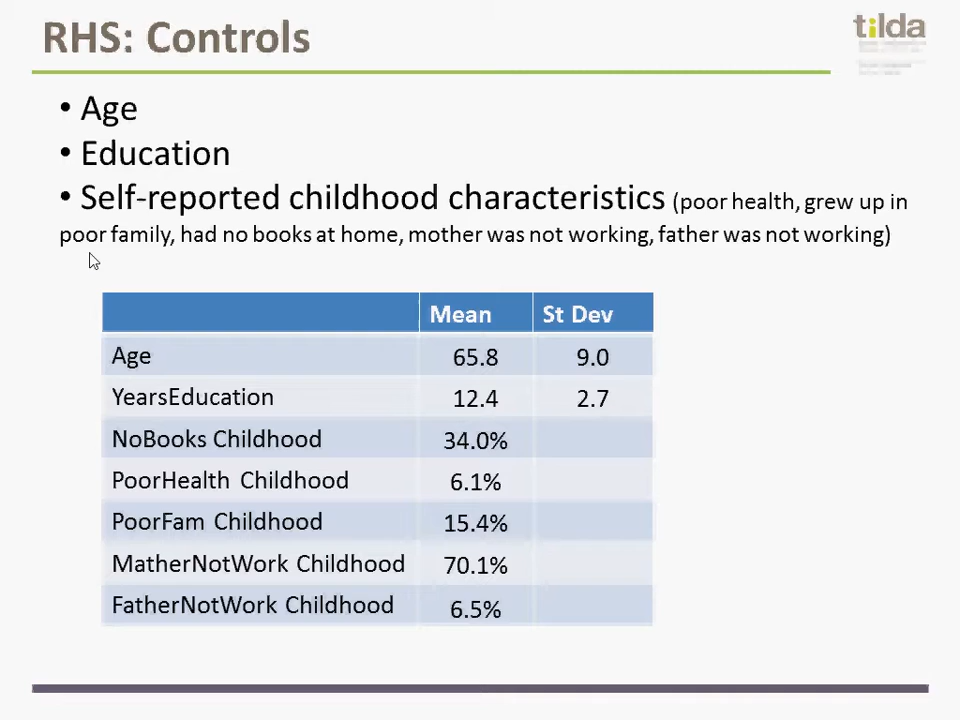 RHS: Controls
tilda
• Age
• Education
• Self-reported childhood characteristics (poor health, grew up in
poor family, had no books at home, mother was not working, father was not working)
Mean St Dev
Age 65.8 9.0
YearsEducation 12.4 2.7
NoBooks Childhood 34.0%
PoorHealth Childhood 6.1%
PoorFam Childhood 15.4%
MatherNotWork Childhood 70.1%
FatherNotWork Childhood 6.5%